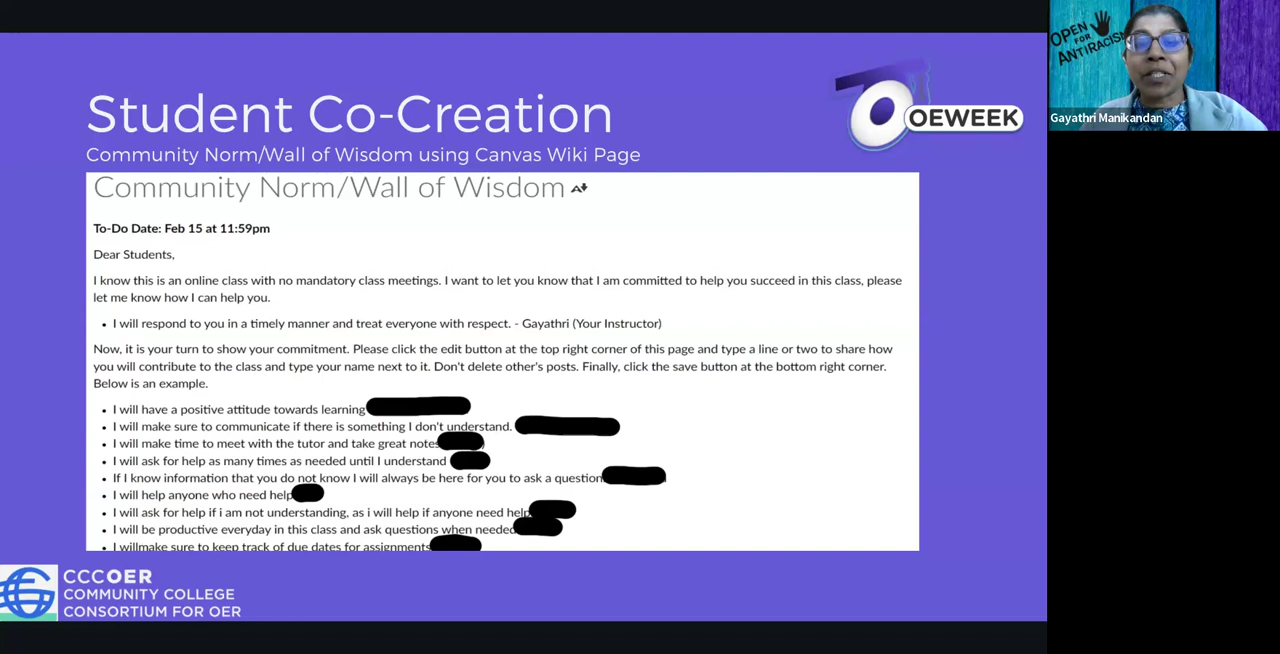 Student Co-Creation
Community Norm/Wall of Wisdom using Canvas Wiki Page
OEWEEK
Community Norm/Wall of Wisdom
To-Do Date: Feb 15 at 11:59pm
Dear Students,
I know this is an online class with no mandatory class meetings. I want to let you know that I am committed to help you succeed in this class, please
let me know how I can help you.
• I will respond to you in a timely manner and treat everyone with respect. - Gayathri (Your Instructor)
Now, it is your turn to show your commitment. Please click the edit button at the top right corner of this page and type a line or two to share how
you will contribute to the class and type your name next to it. Don't delete other's posts. Finally, click the save button at the bottom right corner.
Below is an example.
• I will have a positive attitude towards learning
• I will make sure to communicate if there is something I don't understand.
• I will make time to meet with the tutor and take great notes
• I will ask for help as many times as needed until I understand
• If I know information that you do not know I will always be here for you to ask a question
• I will help anyone who need help
• I will ask for help if i am not understanding, as i will help if anyone need help
• I will be productive everyday in this class and ask questions when needed
• I willmake sure to keep track of due dates for assignments
CCCOER
COMMUNITY COLLEGE
CONSORTIUM FOR OER
OPEN
FOR
ANTIRACISM
Gayathri Manikandan